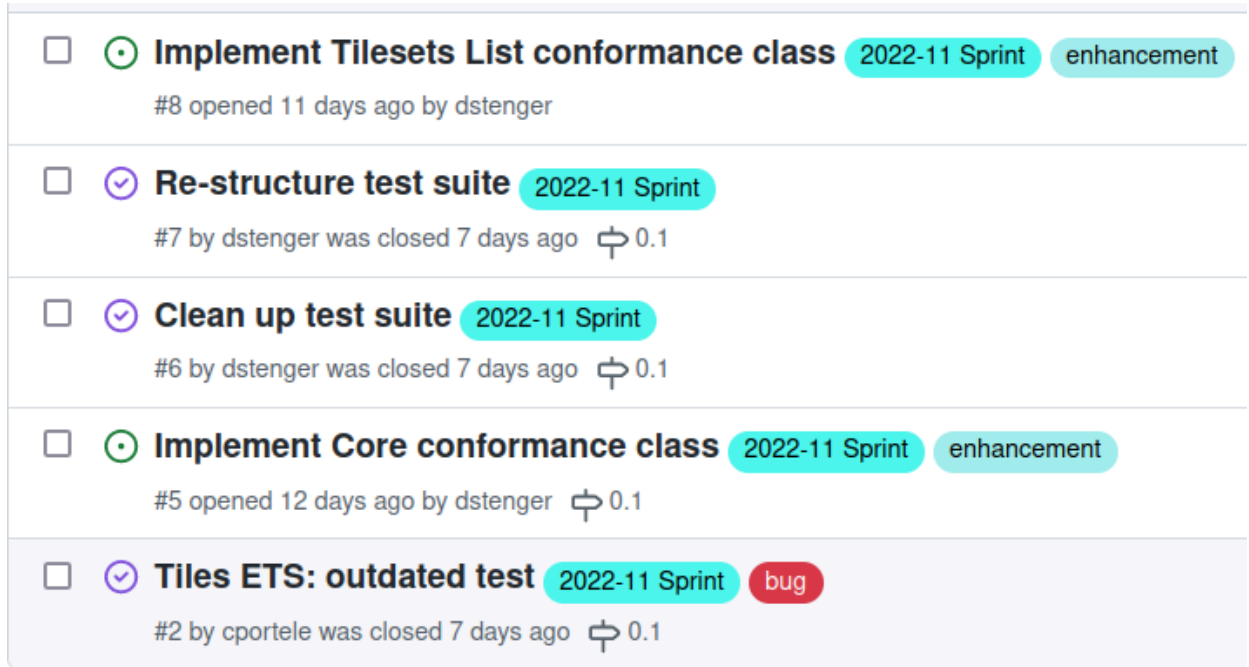 Implement Tilesets List conformance class 2022-11 Sprint enhancement
#8 opened 11 days ago by dstenger
Re-structure test suite 2022-11 Sprint
#7 by dstenger was closed 7 days ago 0.1
Clean up test suite 2022-11 Sprint
#6 by dstenger was closed 7 days ago 0.1
Implement Core conformance class 2022-11 Sprint enhancement
#5 opened 12 days ago by dstenger 0.1
Tiles ETS: outdated test 2022-11 Sprint bug
#2 by cportele was closed 7 days ago 0.1